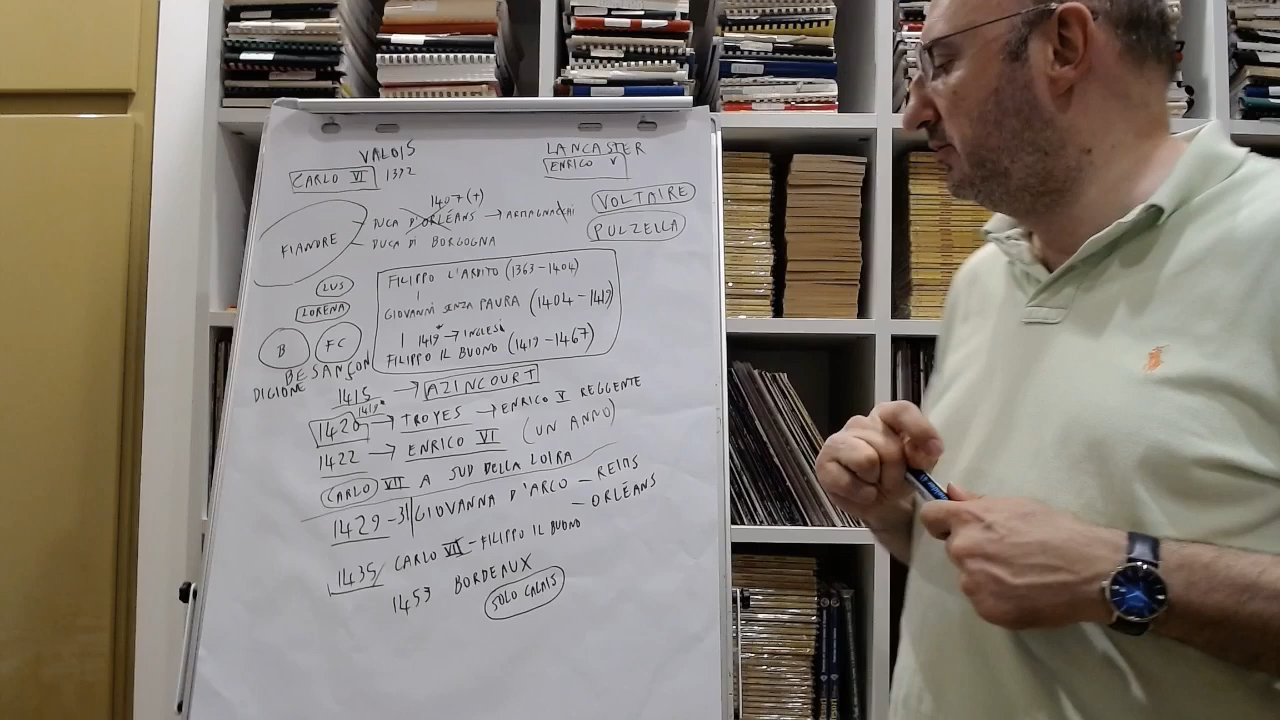 VALOIS
LANCASTER
CARLO VI 1392
ENRICO V
1407 (†)
DUCA D'ORLÉANS → ARMAGNACCHI
VOLTAIRE
FIANDRE
DUCA DI BORGOGNA
PULZELLA
FILIPPO L'ARDITO (1363-1404)
LUS
GIOVANNI SENZA PAURA (1404-1419)
LORENA
1419 → INGLESI
B FC
FILIPPO IL BUONO (1419-1467)
BESANÇON
DIGIONE
1415 → AZINCOURT
1419
1420 → TROYES → ENRICO V REGGENTE
1422 → ENRICO VI (UN ANNO)
CARLO VII A SUD DELLA LOIRA
1429-31 GIOVANNA D'ARCO - REIMS
- ORLÉANS
1435 CARLO VII - FILIPPO IL BUONO
1453 BORDEAUX
SOLO CALAIS